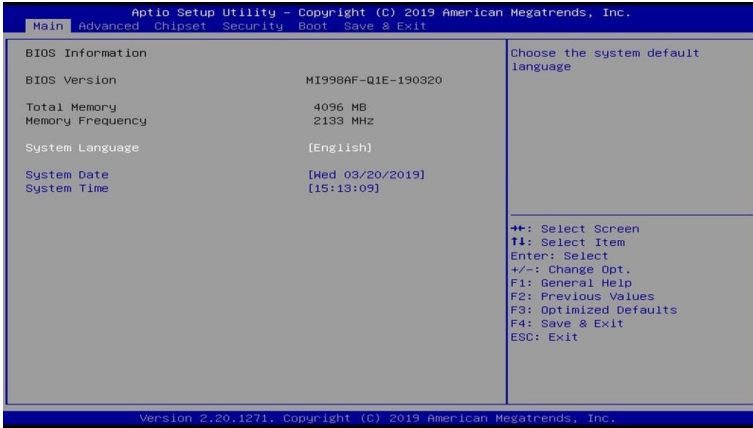 Aptio Setup Utility – Copyright (C) 2019 American Megatrends, Inc.
Main Advanced Chipset Security Boot Save & Exit
BIOS Information
BIOS Version MI998AF-Q1E-190320
Total Memory 4096 MB
Memory Frequency 2133 MHz
System Language [English]
System Date [Wed 03/20/2019]
System Time [15:13:09]
Choose the system default
language
→←: Select Screen
↑↓: Select Item
Enter: Select
+/-: Change Opt.
F1: General Help
F2: Previous Values
F3: Optimized Defaults
F4: Save & Exit
ESC: Exit
Version 2.20.1271. Copyright (C) 2019 American Megatrends, Inc.